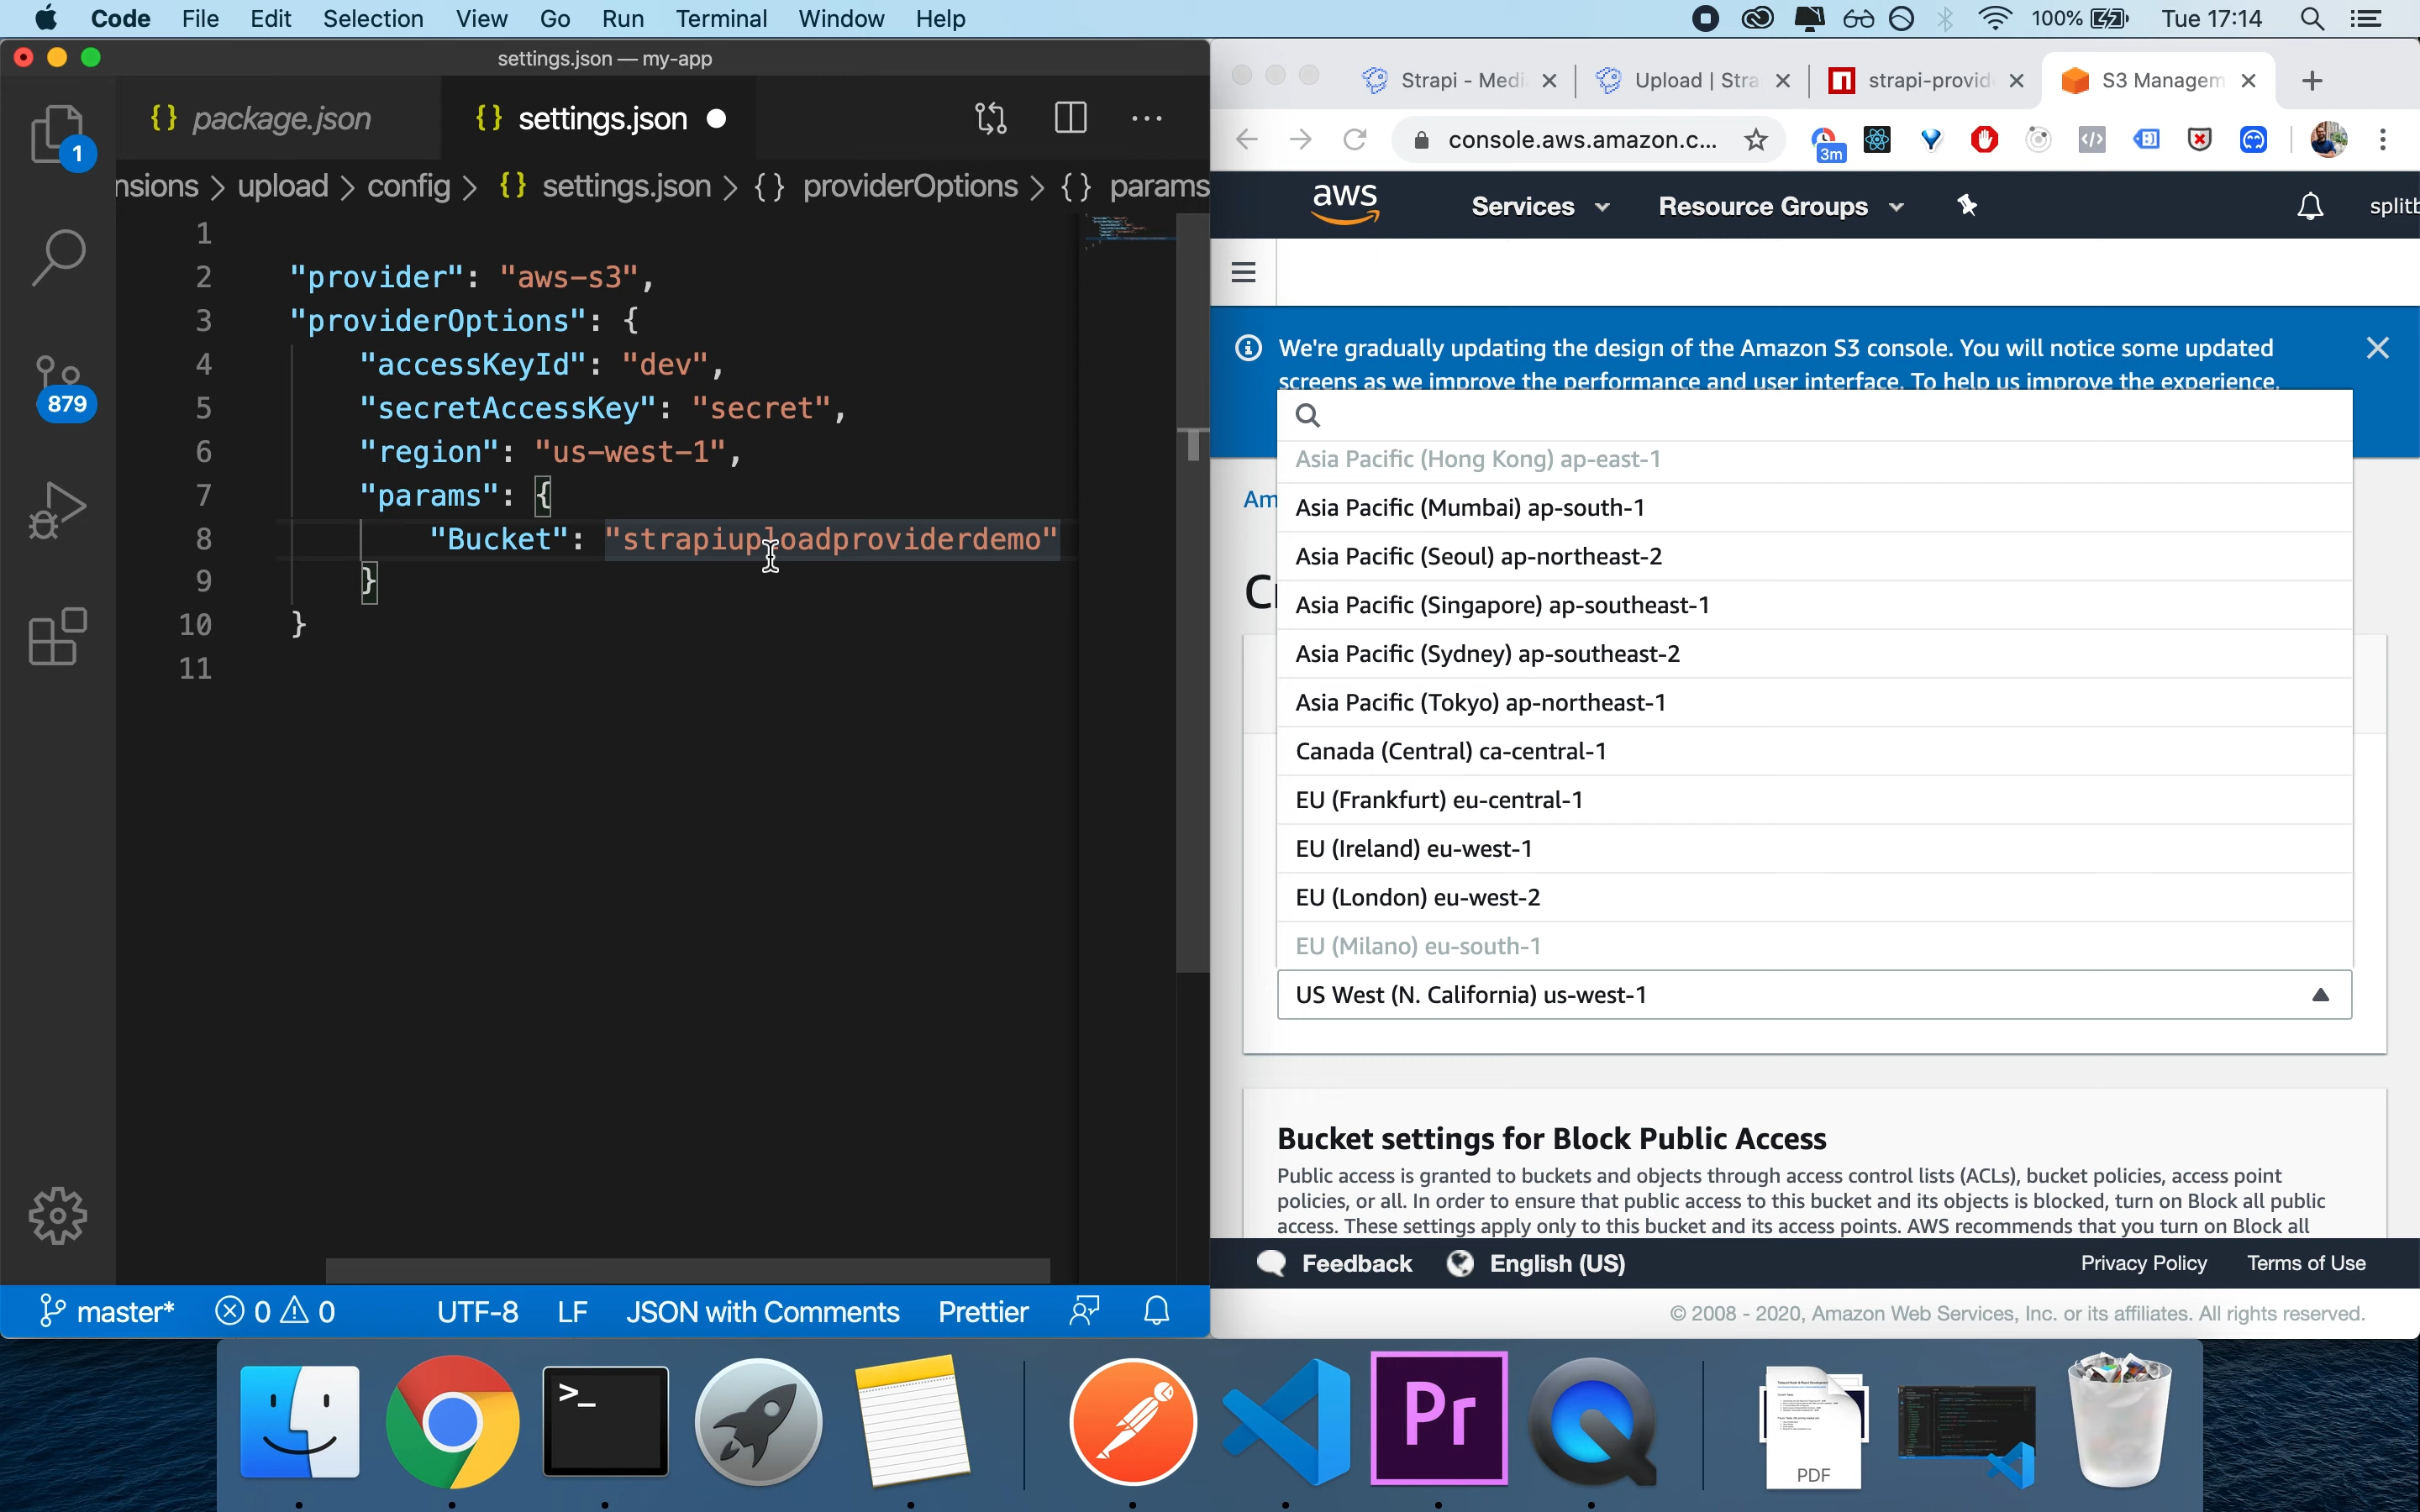 Code File Edit Selection View Go Run Terminal Window Help
100%
Tue 17:14
settings.json — my-app
{} package.json
{} settings.json
nsions > upload > config > {} settings.json > {} providerOptions > {} params
1
2 "provider": "aws-s3",
3 "providerOptions": {
4 "accessKeyId": "dev",
5 "secretAccessKey": "secret",
6 "region": "us-west-1",
7 "params": {
8 "Bucket": "strapiuploadproviderdemo"
9 }
10 }
11
1
879
master* 0 0 UTF-8 LF JSON with Comments Prettier
Strapi - Medi
Upload | Stra
strapi-provid
S3 Managem
console.aws.amazon.c...
3m
aws Services Resource Groups splitb
We're gradually updating the design of the Amazon S3 console. You will notice some updated
screens as we improve the performance and user interface. To help us improve the experience,
Am
C
Asia Pacific (Hong Kong) ap-east-1
Asia Pacific (Mumbai) ap-south-1
Asia Pacific (Seoul) ap-northeast-2
Asia Pacific (Singapore) ap-southeast-1
Asia Pacific (Sydney) ap-southeast-2
Asia Pacific (Tokyo) ap-northeast-1
Canada (Central) ca-central-1
EU (Frankfurt) eu-central-1
EU (Ireland) eu-west-1
EU (London) eu-west-2
EU (Milano) eu-south-1
US West (N. California) us-west-1
Bucket settings for Block Public Access
Public access is granted to buckets and objects through access control lists (ACLs), bucket policies, access point
policies, or all. In order to ensure that public access to this bucket and its objects is blocked, turn on Block all public
access. These settings apply only to this bucket and its access points. AWS recommends that you turn on Block all
Feedback English (US) Privacy Policy Terms of Use
© 2008 - 2020, Amazon Web Services, Inc. or its affiliates. All rights reserved.
>_
Pr
PDF